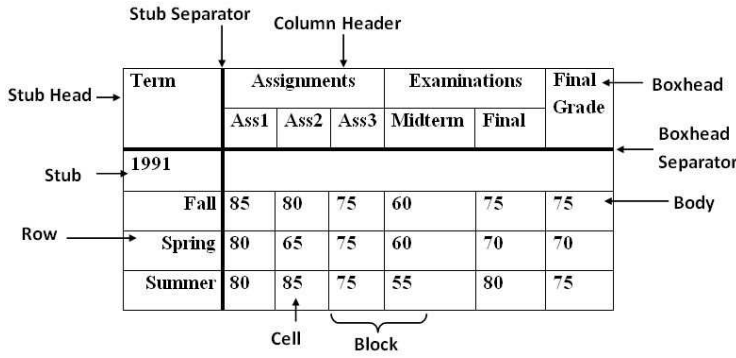 Stub Separator
Column Header
Stub Head
Term Assignments Examinations Final Grade
Boxhead
Ass1 Ass2 Ass3 Midterm Final
Boxhead Separator
Stub
1991
Fall 85 80 75 60 75 75
Body
Row
Spring 80 65 75 60 70 70
Summer 80 85 75 55 80 75
Cell
Block